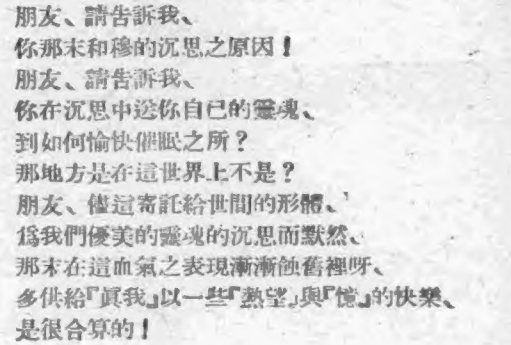 朋友、請告訴我、
你那末和穆的沉思之原因！
朋友、請告訴我、
你在沉思中送你自已的靈魂、
到如何愉快催眠之所？
那地方是在這世界上不是？
朋友、儘這寄託給世間的形體、
爲我們優美的靈魂的沉思而默然、
那末在這血氣之表現漸漸蝕舊裡呀、
多供給『眞我』以一些『熱望』與『憶』的快樂、
是很合算的！